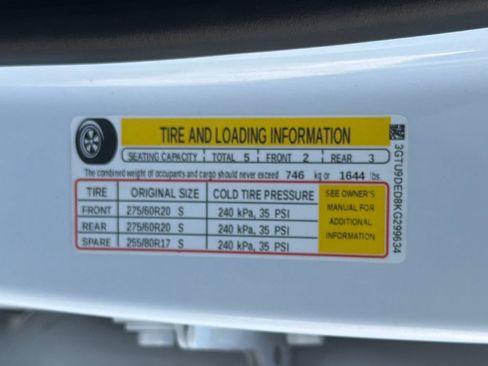 TIRE AND LOADING INFORMATION
SEATING CAPACITY TOTAL 5 FRONT 2 REAR 3
The combined weight of occupants and cargo should never exceed 746 kg or 1644 lbs.
TIRE ORIGINAL SIZE COLD TIRE PRESSURE
FRONT 275/60R20 S 240 kPa, 35 PSI
REAR 275/60R20 S 240 kPa, 35 PSI
SPARE 255/80R17 S 240 kPa, 35 PSI
SEE OWNER'S
MANUAL FOR
ADDITIONAL
INFORMATION
3GTU9DED8KG299634